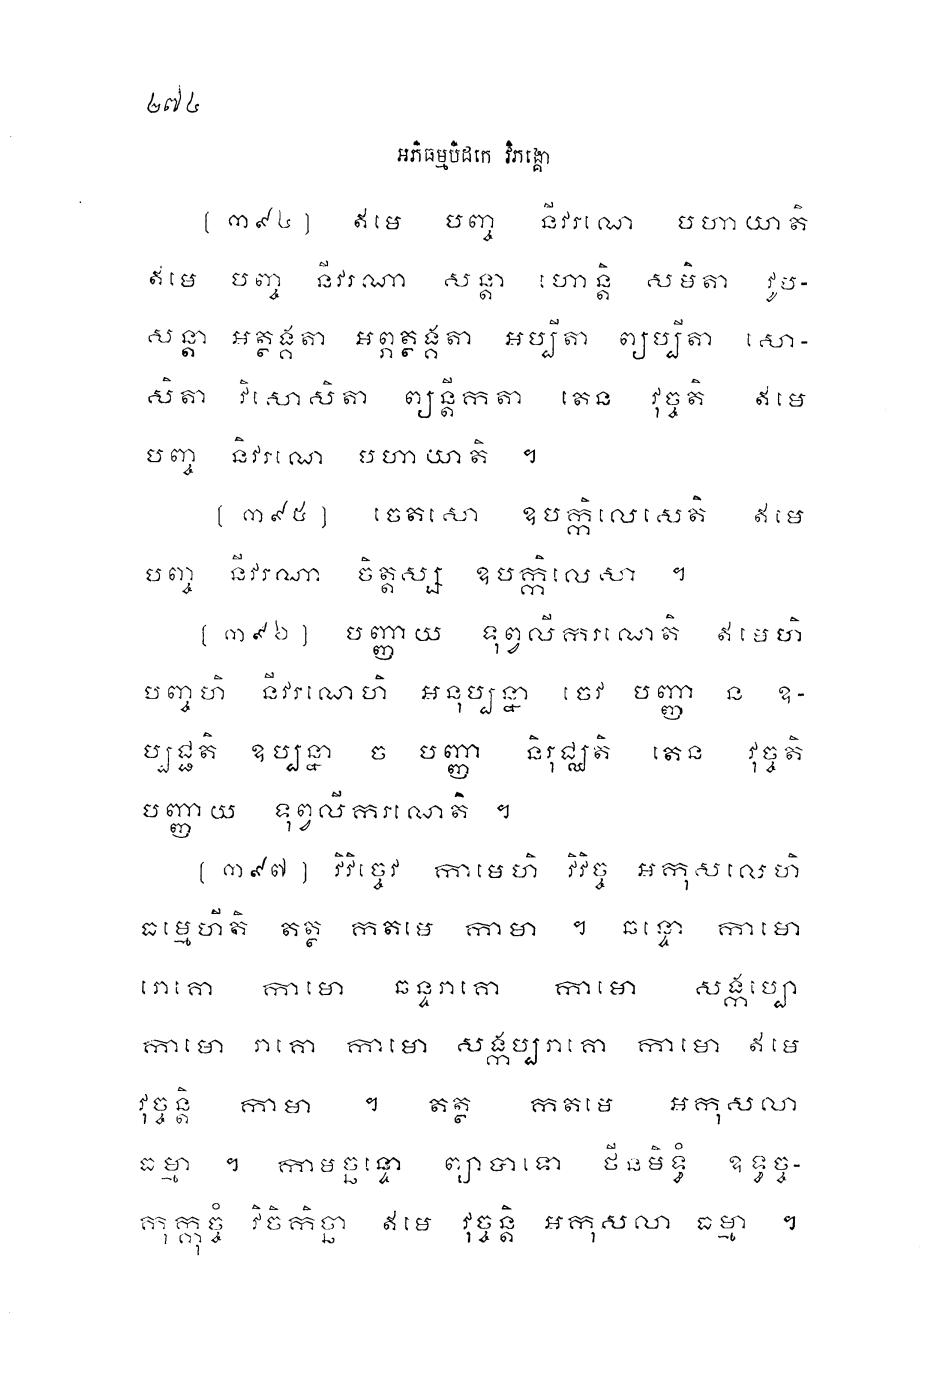 ២៧៤
អភិធម្មបិដកេ វិភង្គោ
[ ៣៩៤ ] ឥមេ បញ្ច នីវរណេ បហាយាតិ
ឥមេ បញ្ច នីវរណា សន្តា ហោន្តិ សមិតា វូប-
សន្តា អត្ថង្គតា អព្ភត្ថង្គតា អប្បីតា ព្យប្បីតា សោ-
សិតា វិសោសិតា ព្យន្តីកតា តេន វុច្ចតិ ឥមេ
បញ្ច និវរណេ បហាយាតិ ។
[ ៣៩៥ ] ចេតសោ ឧបក្កិលេសេតិ ឥមេ
បញ្ច នីវរណា ចិត្តស្ស ឧបក្កិលេសា ។
[ ៣៩៦ ] បញ្ញាយ ទុព្វលីករណេតិ ឥមេហិ
បញ្ចហិ នីវរណេហិ អនុប្បន្នា ចេវ បញ្ញា ន ឧ-
ប្បជ្ជតិ ឧប្បន្នា ច បញ្ញា និរុជ្ឈតិ តេន វុច្ចតិ
បញ្ញាយ ទុព្វលីករណេតិ ។
[ ៣៩៧ ] វិវិច្ចេវ កាមេហិ វិវិច្ច អកុសលេហិ
ធម្មេហីតិ តត្ថ កតមេ កាមា ។ ឆន្ទោ កាមោ
រាគោ កាមោ ឆន្ទរាគោ កាមោ សង្កប្បោ
កាមោ រាគោ កាមោ សង្កប្បរាគោ កាមោ ឥមេ
វុច្ចន្តិ កាមា ។ តត្ថ កតមេ អកុសលា
ធម្មា ។ កាមច្ឆន្ទោ ព្យាបាទោ ថីនមិទ្ធំ ឧទ្ធច្ច-
កុក្កុច្ចំ វិចិកិច្ឆា ឥមេ វុច្ចន្តិ អកុសលា ធម្មា ។